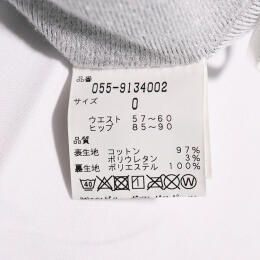 品番
055-9134002
サイズ
0
ウエスト 57~60
ヒップ 85~90
品質
表生地 コットン 97%
ポリウレタン 3%
裏生地 ポリエステル 100%
40